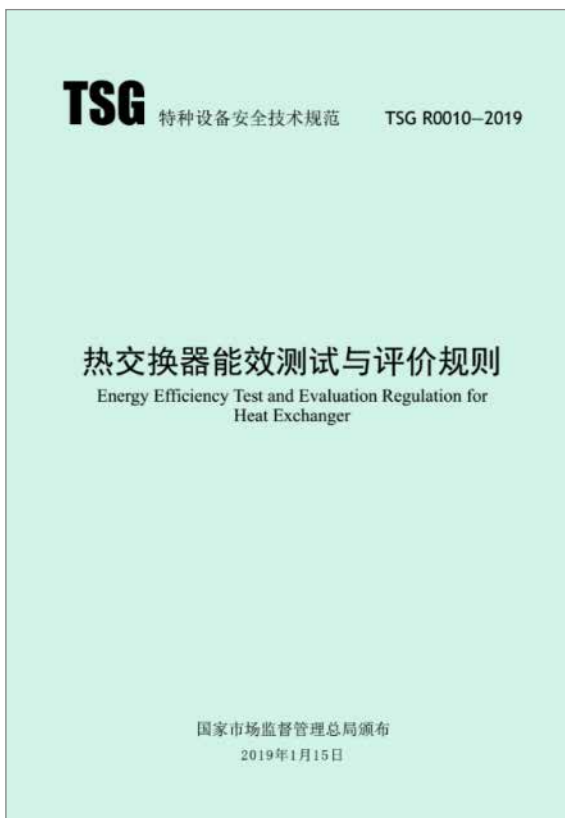 TSG 特种设备安全技术规范 TSG R0010—2019
热交换器能效测试与评价规则
Energy Efficiency Test and Evaluation Regulation for
Heat Exchanger
国家市场监督管理总局颁布
2019年1月15日